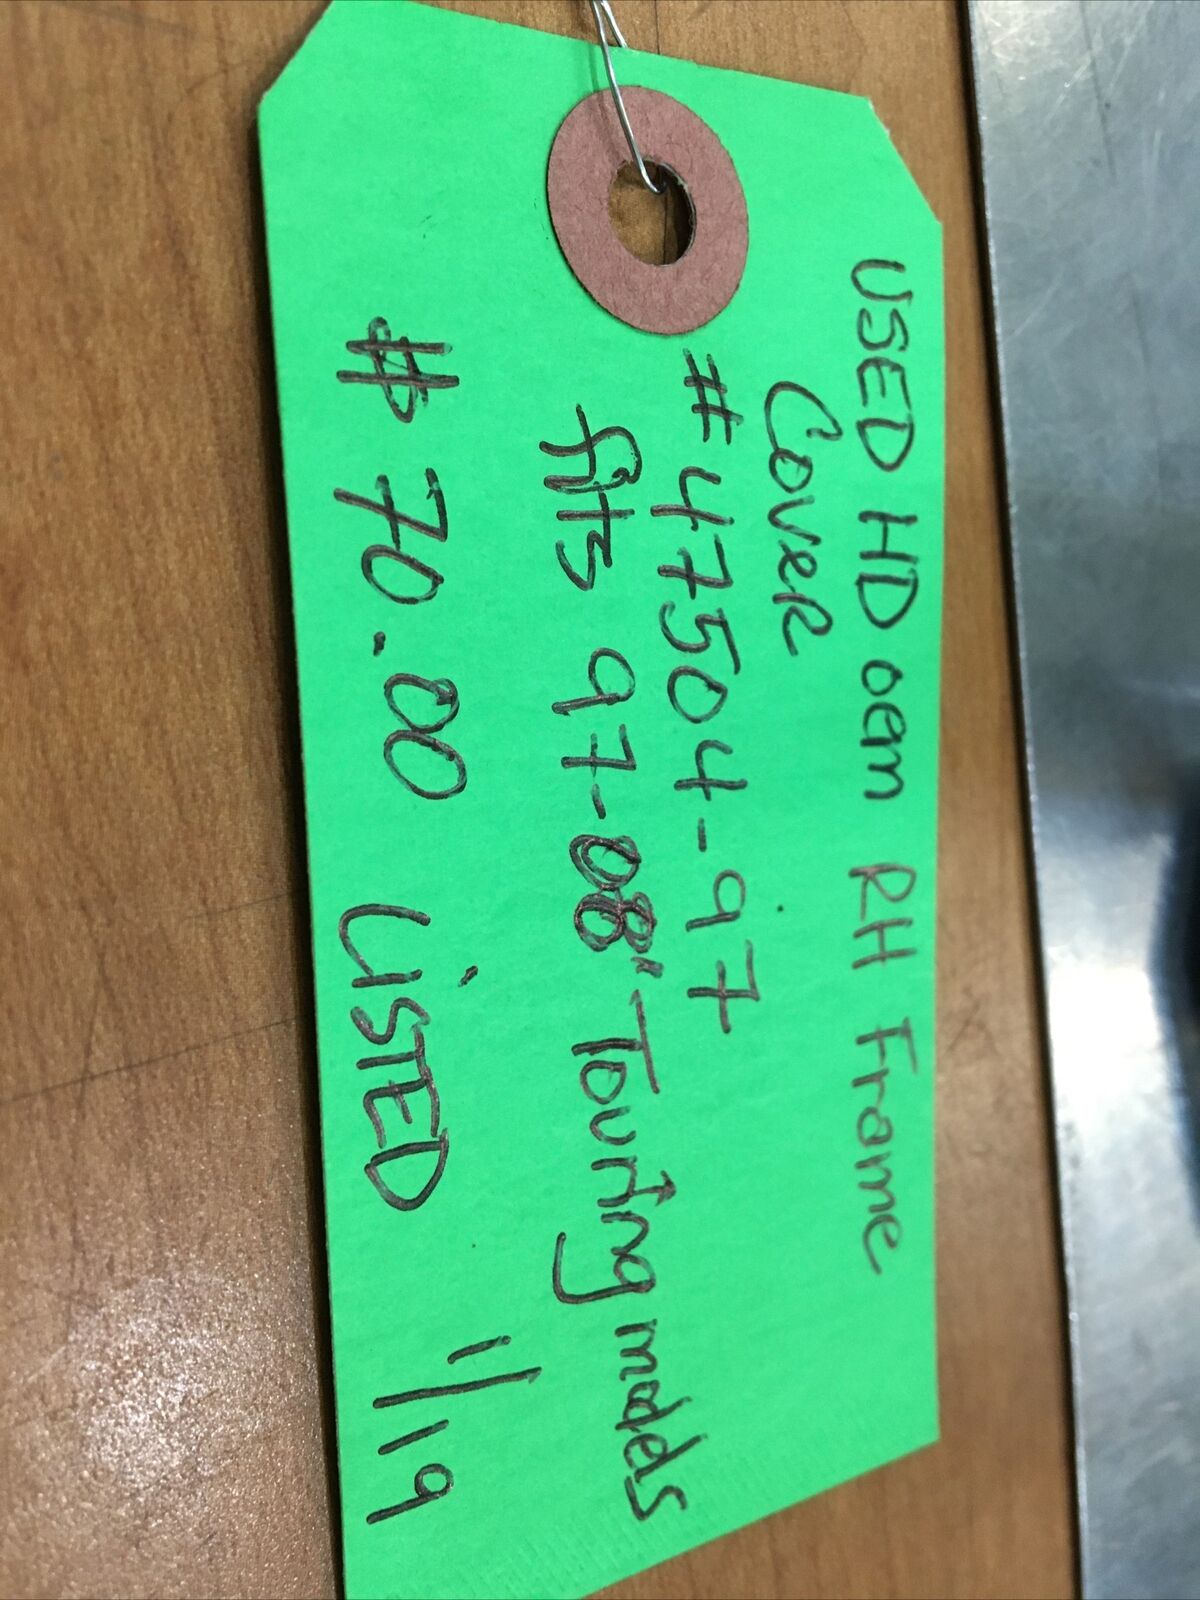 USED HD oem RH Frame
Cover
#47504-97
fits 97-08' Touring models
$70.00 LiSTED 1/19